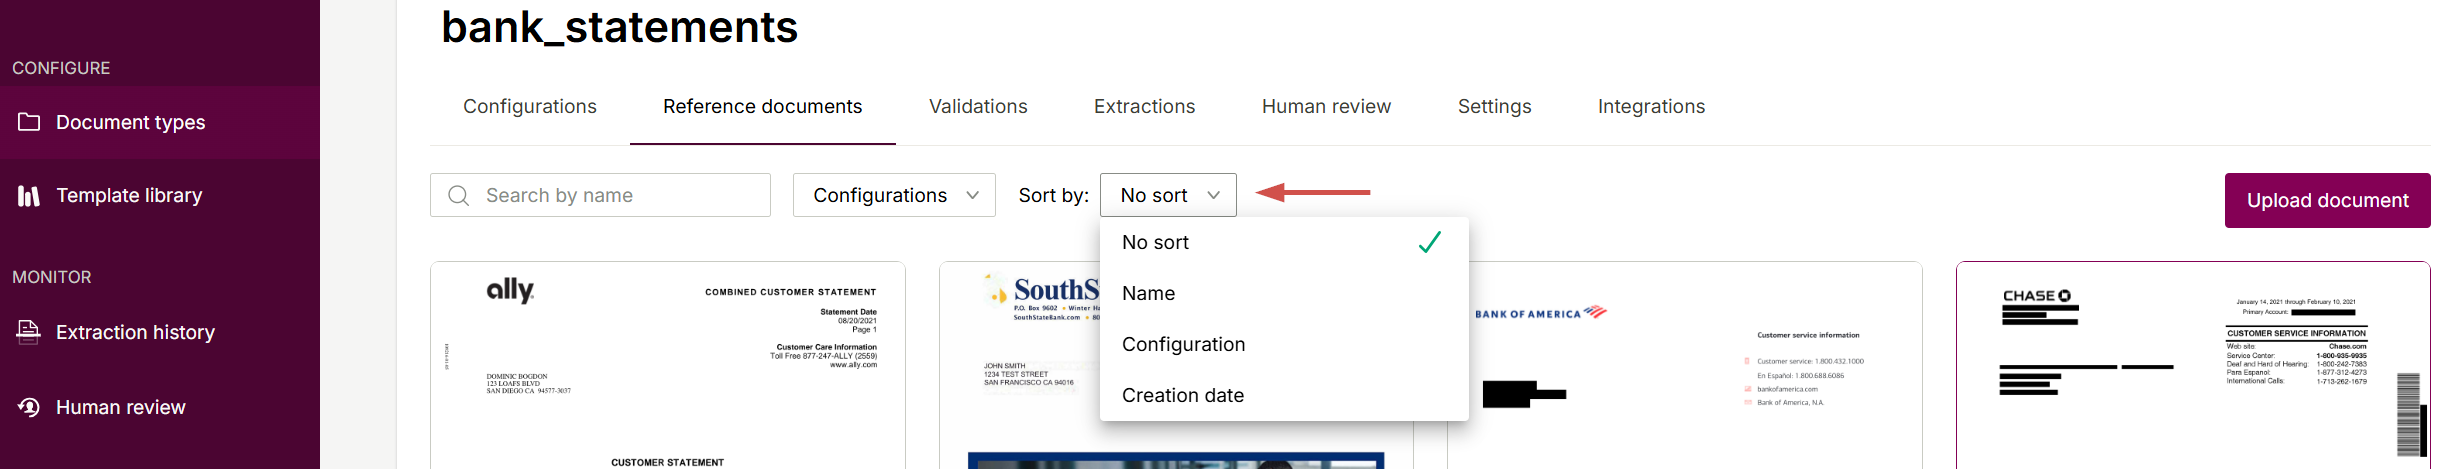 bank_statements
CONFIGURE
Document types
Template library
MONITOR
Extraction history
Human review
Configurations
Reference documents
Validations
Extractions
Human review
Settings
Integrations
Search by name
Configurations
Sort by:
No sort
Upload document
No sort
Name
Configuration
Creation date
ally
COMBINED CUSTOMER STATEMENT
Statement Date
08/20/2021
Page 1
Customer Care Information
Toll Free 877-247-ALLY (2559)
www.ally.com
DOMINIC BOGDON
123 LOAFS BLVD
SAN DIEGO CA 94577-3037
CUSTOMER STATEMENT
SouthS
P.O. Box 9602 • Winter Ha
SouthStateBank.com • 80
JOHN SMITH
1234 TEST STREET
SAN FRANCISCO CA 94016
BANK OF AMERICA
Customer service information
Customer service: 1.800.432.1000
En Español: 1.800.688.6086
bankofamerica.com
Bank of America, N.A.
CHASE
January 14, 2021 through February 10, 2021
Primary Account:
CUSTOMER SERVICE INFORMATION
Web site: Chase.com
Service Center: 1-800-935-9935
Deaf and Hard of Hearing: 1-800-242-7383
Para Espanol: 1-877-312-4273
International Calls: 1-713-262-1679